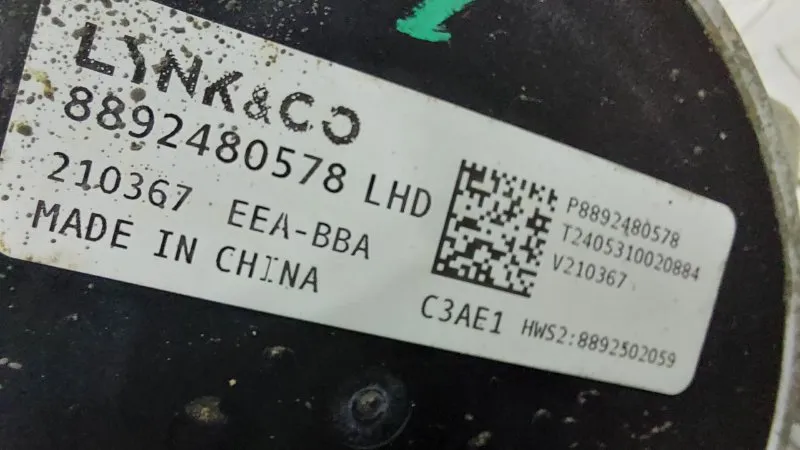 LYNK&CO
8892480578 LHD
210367 EEA-BBA
MADE IN CHINA
P8892480578
T2405310020884
V210367
C3AE1 HWS2:8892502059